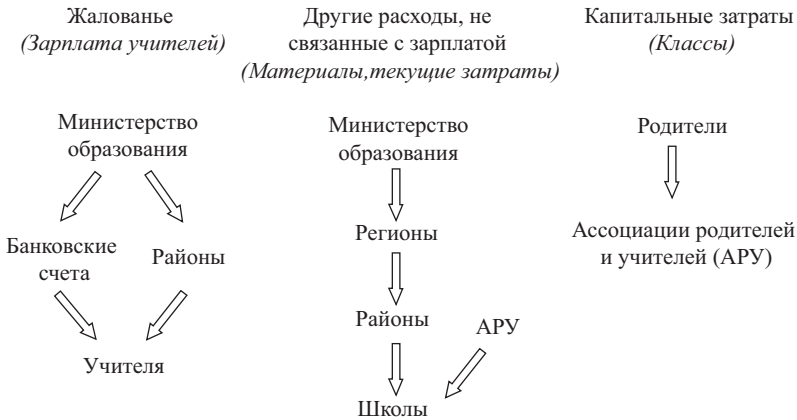 Жалованье
(Зарплата учителей)
Министерство
образования
Банковские
счета
Районы
Учителя
Другие расходы, не
связанные с зарплатой
(Материалы,текущие затраты)
Министерство
образования
Регионы
Районы
АРУ
Школы
Капитальные затраты
(Классы)
Родители
Ассоциации родителей
и учителей (АРУ)